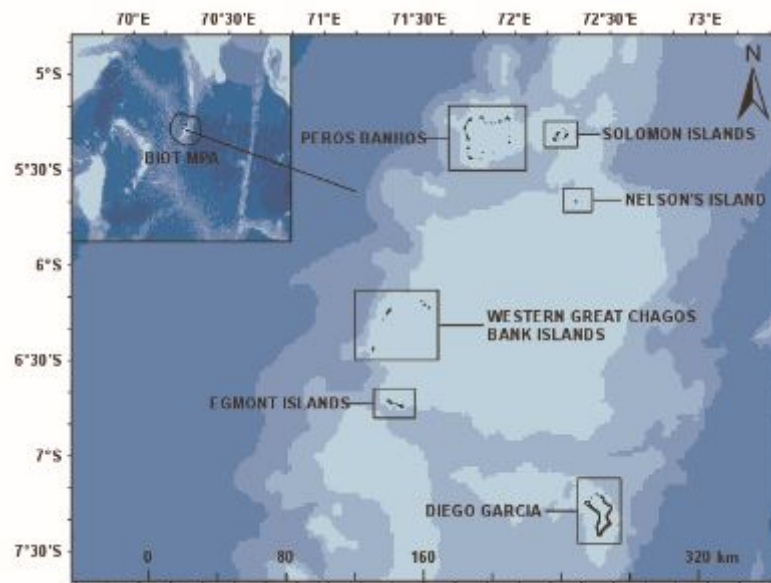 70°E 70°30'E 71°E 71°30'E 72°E 72°30'E 73°E
N
5°S
BIOT MPA
PEROS BANHOS
SOLOMON ISLANDS
5°30'S
NELSON'S ISLAND
6°S
WESTERN GREAT CHAGOS
BANK ISLANDS
6°30'S
EGMONT ISLANDS
7°S
DIEGO GARCIA
7°30'S
0 80 160 320 km